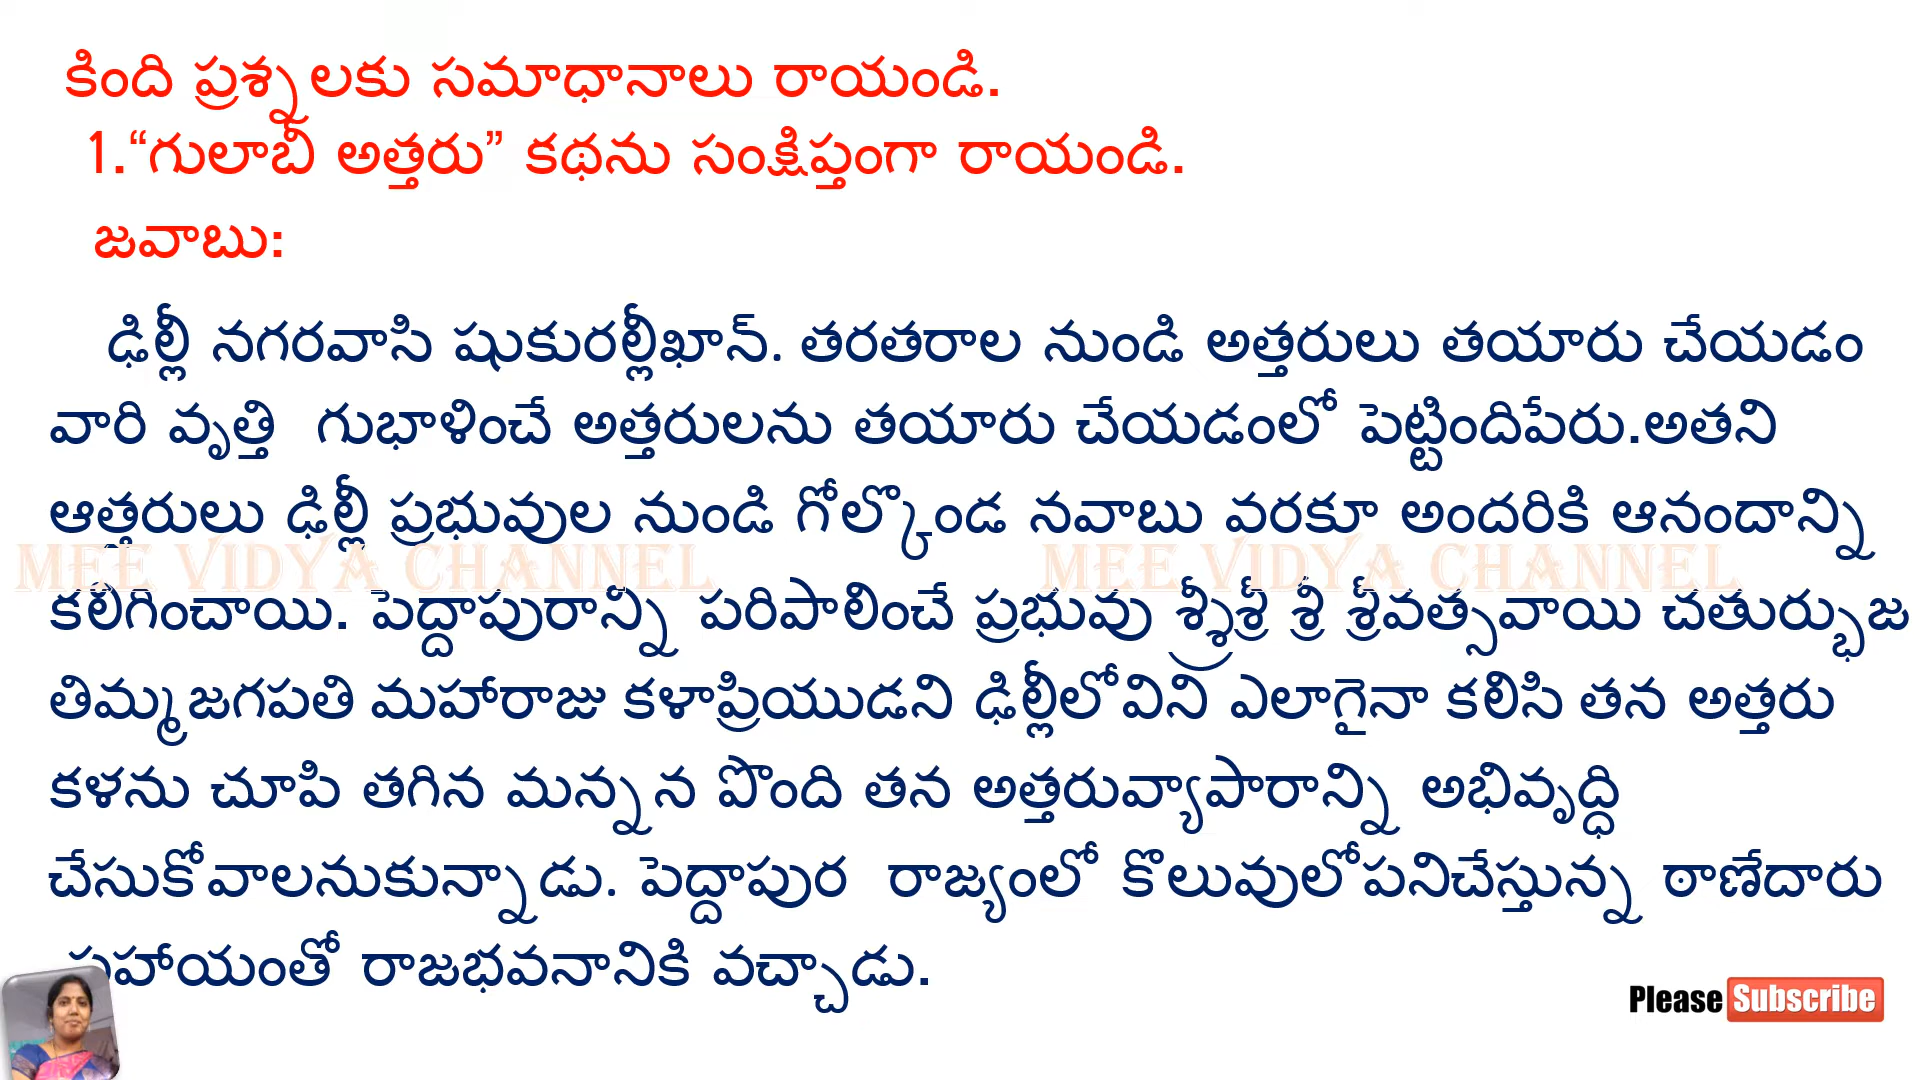 కింది ప్రశ్నలకు సమాధానాలు రాయండి.
1.“గులాబీ అత్తరు” కథను సంక్షిప్తంగా రాయండి.
జవాబు:
ఢిల్లీ నగరవాసి షుకురల్లీఖాన్. తరతరాల నుండి అత్తరులు తయారు చేయడం
వారి వృత్తి గుభాళించే అత్తరులను తయారు చేయడంలో పెట్టిందిపేరు.అతని
ఆత్తరులు ఢిల్లీ ప్రభువుల నుండి గోల్కొండ నవాబు వరకూ అందరికి ఆనందాన్ని
MEE VIDYA CHANNEL MEE VIDYA CHANNEL
కలిగించాయి. పెద్దాపురాన్ని పరిపాలించే ప్రభువు శ్రీశ్రీ శ్రీ శ్రీవత్సవాయి చతుర్భుజ
తిమ్మజగపతి మహారాజు కళాప్రియుడని ఢిల్లీలోవిని ఎలాగైనా కలిసి తన అత్తరు
కళను చూపి తగిన మన్నన పొంది తన అత్తరువ్యాపారాన్ని అభివృద్ధి
చేసుకోవాలనుకున్నాడు. పెద్దాపుర రాజ్యంలో కొలువులోపనిచేస్తున్న ఠాణేదారు
సహాయంతో రాజభవనానికి వచ్చాడు.
Please Subscribe